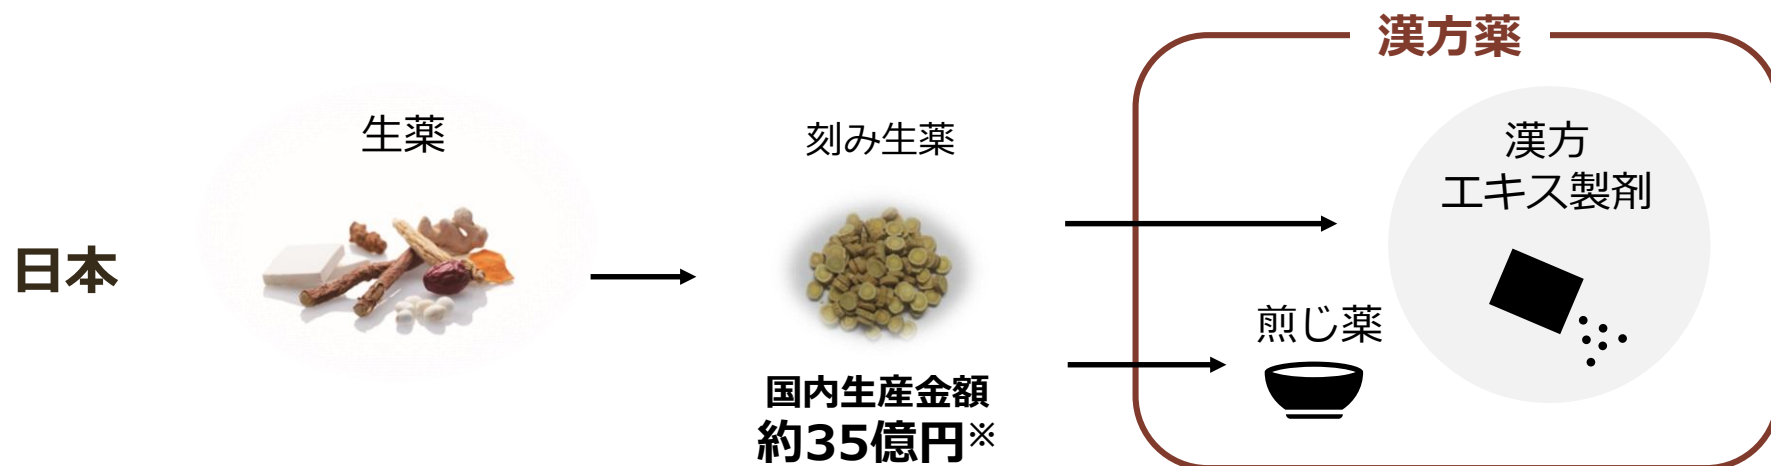 漢方薬
日本
生薬
刻み生薬
国内生産金額
約35億円※
漢方
エキス製剤
煎じ薬